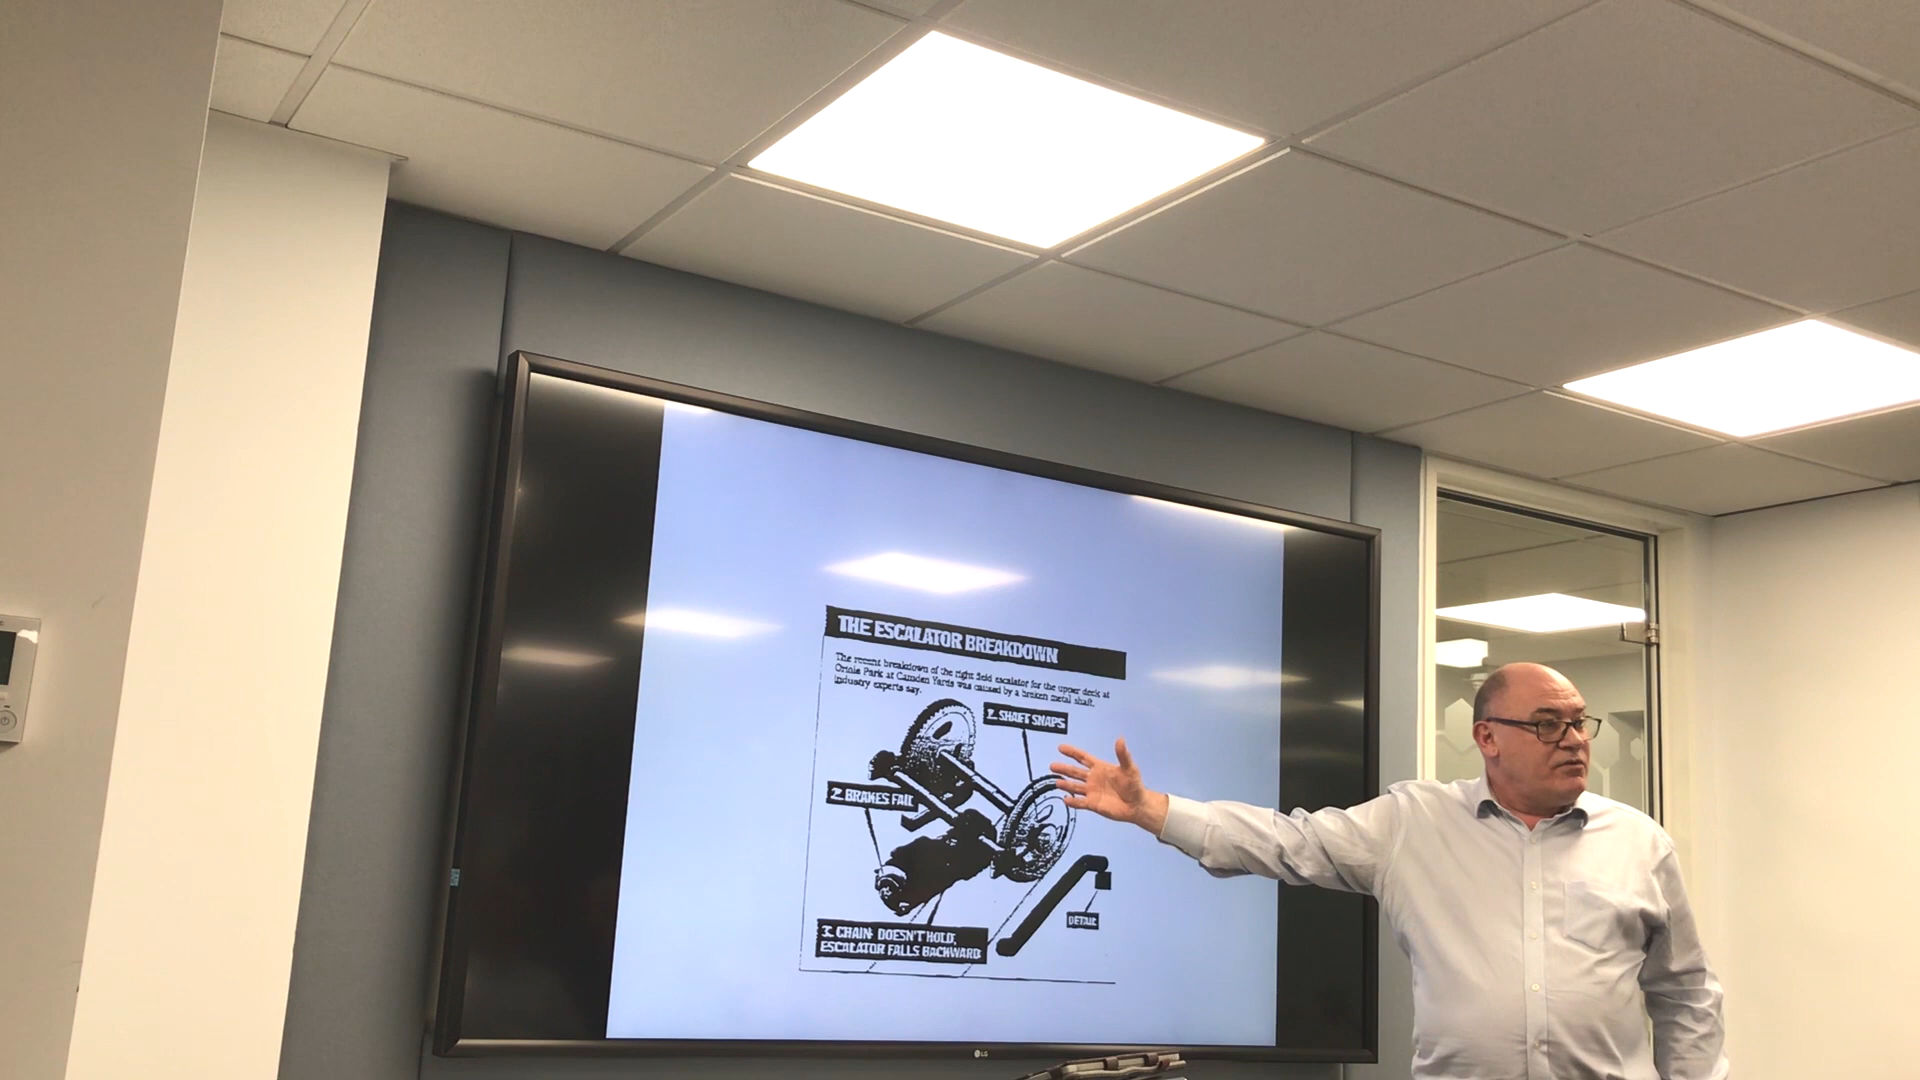 THE ESCALATOR BREAKDOWN
The recent breakdown of the right field escalator for the upper deck at
Oriole Park at Camden Yards was caused by a broken metal shaft,
industry experts say.
1. SHAFT SNAPS
2. BRAKES FAIL
DETAIL
3. CHAIN DOESN'T HOLD,
ESCALATOR FALLS BACKWARD
LG